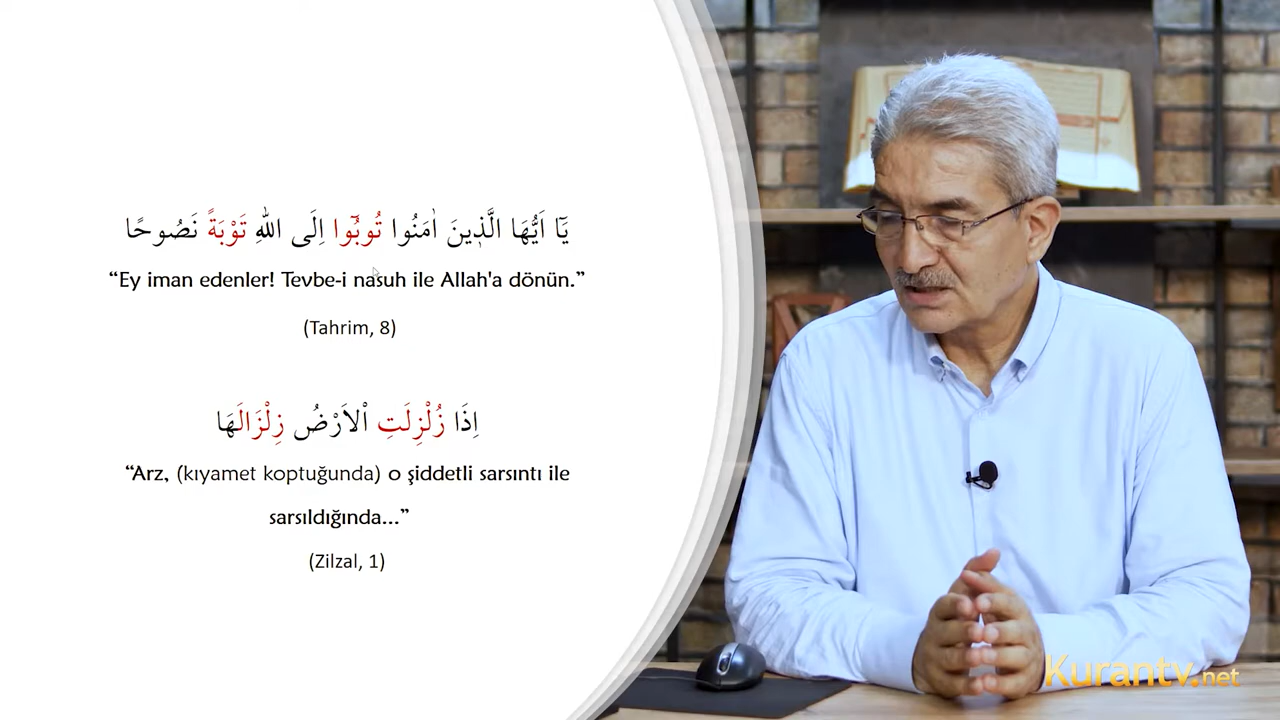 يَٓا اَيُّهَا الَّذ۪ينَ اٰمَنُوا تُوبُٓوا اِلَى اللّٰهِ تَوْبَةً نَصُوحًا
“Ey iman edenler! Tevbe-i nasuh ile Allah'a dönün.”
(Tahrim, 8)
اِذَا زُلْزِلَتِ الْاَرْضُ زِلْزَالَهَا
“Arz, (kıyamet koptuğunda) o şiddetli sarsıntı ile
sarsıldığında...”
(Zilzal, 1)
Kurantv.net